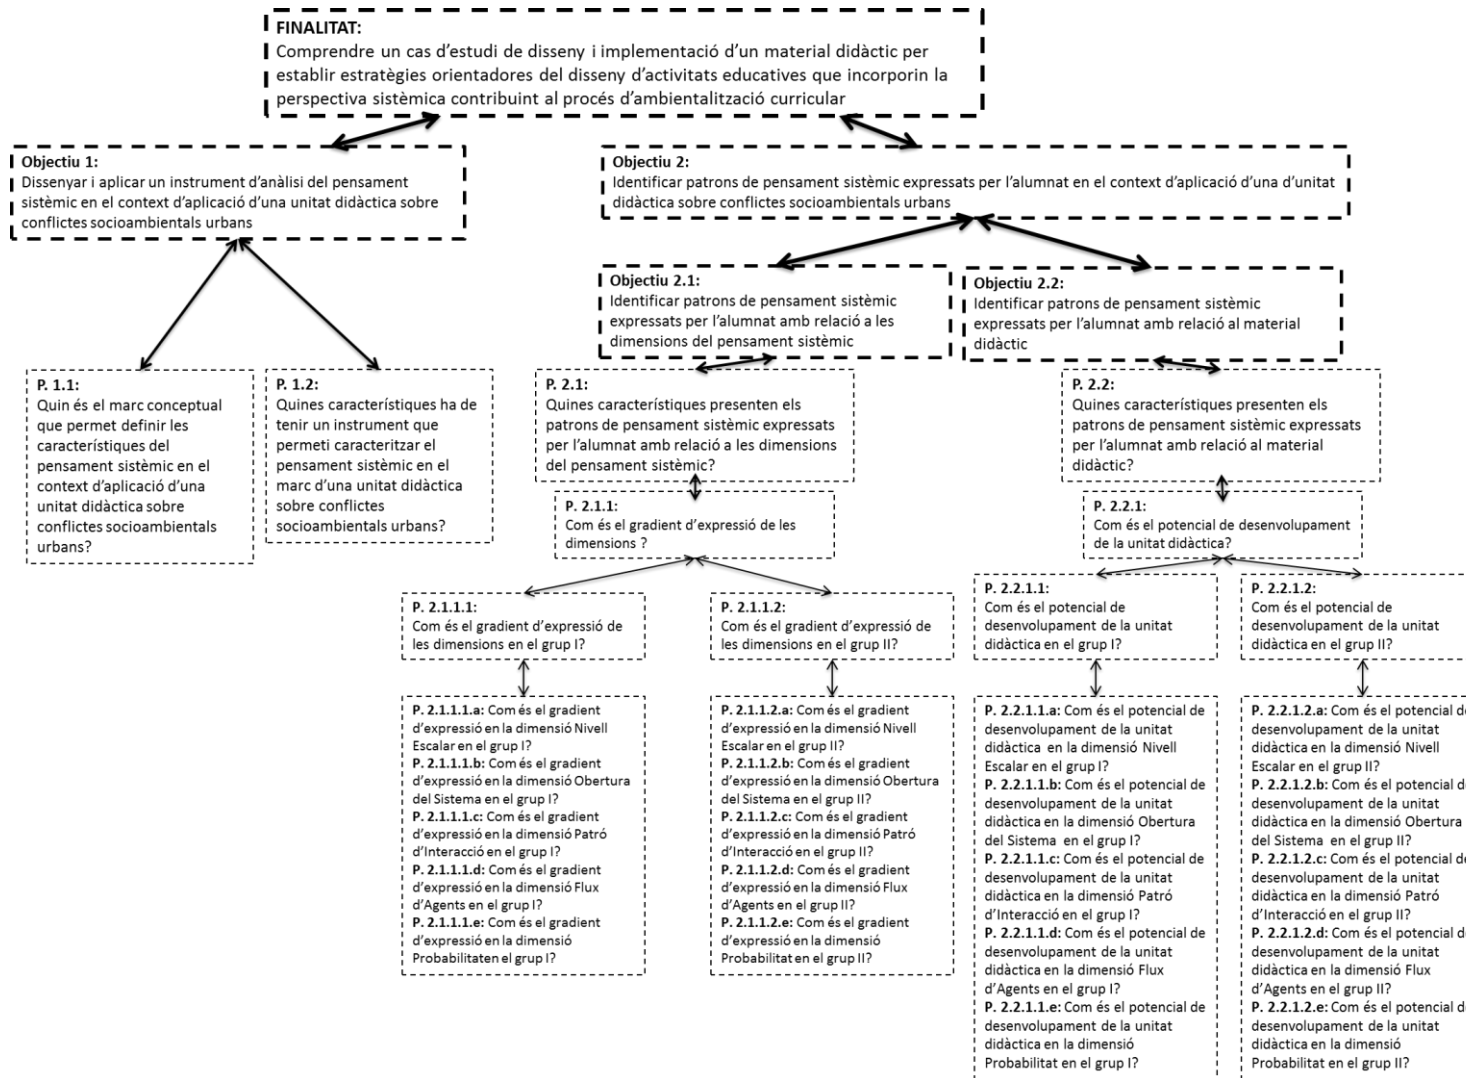 FINALITAT:
Comprendre un cas d’estudi de disseny i implementació d’un material didàctic per
establir estratègies orientadores del disseny d’activitats educatives que incorporin la
perspectiva sistèmica contribuint al procés d’ambientalització curricular
Objectiu 1:
Dissenyar i aplicar un instrument d’anàlisi del pensament
sistèmic en el context d’aplicació d’una unitat didàctica sobre
conflictes socioambientals urbans
Objectiu 2:
Identificar patrons de pensament sistèmic expressats per l’alumnat en el context d’aplicació d’una d’unitat
didàctica sobre conflictes socioambientals urbans
Objectiu 2.1:
Identificar patrons de pensament sistèmic
expressats per l’alumnat amb relació a les
dimensions del pensament sistèmic
Objectiu 2.2:
Identificar patrons de pensament sistèmic
expressats per l’alumnat amb relació al material
didàctic
P. 1.1:
Quin és el marc conceptual
que permet definir les
característiques del
pensament sistèmic en el
context d’aplicació d’una
unitat didàctica sobre
conflictes socioambientals
urbans?
P. 1.2:
Quines característiques ha de
tenir un instrument que
permeti caracteritzar el
pensament sistèmic en el
marc d’una unitat didàctica
sobre conflictes
socioambientals urbans?
P. 2.1:
Quines característiques presenten els
patrons de pensament sistèmic expressats
per l’alumnat amb relació a les dimensions
del pensament sistèmic?
P. 2.2:
Quines característiques presenten els
patrons de pensament sistèmic expressats
per l’alumnat amb relació al material
didàctic?
P. 2.1.1:
Com és el gradient d’expressió de les
dimensions ?
P. 2.2.1:
Com és el potencial de desenvolupament
de la unitat didàctica?
P. 2.1.1.1:
Com és el gradient d’expressió de
les dimensions en el grup I?
P. 2.1.1.2:
Com és el gradient d’expressió de
les dimensions en el grup II?
P. 2.2.1.1:
Com és el potencial de
desenvolupament de la unitat
didàctica en el grup I?
P. 2.2.1.2:
Com és el potencial de
desenvolupament de la unitat
didàctica en el grup II?
P. 2.1.1.1.a: Com és el gradient
d’expressió en la dimensió Nivell
Escalar en el grup I?
P. 2.1.1.1.b: Com és el gradient
d’expressió en la dimensió Obertura
del Sistema en el grup I?
P. 2.1.1.1.c: Com és el gradient
d’expressió en la dimensió Patró
d’Interacció en el grup I?
P. 2.1.1.1.d: Com és el gradient
d’expressió en la dimensió Flux
d’Agents en el grup I?
P. 2.1.1.1.e: Com és el gradient
d’expressió en la dimensió
Probabilitaten el grup I?
P. 2.1.1.2.a: Com és el gradient
d’expressió en la dimensió Nivell
Escalar en el grup II?
P. 2.1.1.2.b: Com és el gradient
d’expressió en la dimensió Obertura
del Sistema en el grup II?
P. 2.1.1.2.c: Com és el gradient
d’expressió en la dimensió Patró
d’Interacció en el grup II?
P. 2.1.1.2.d: Com és el gradient
d’expressió en la dimensió Flux
d’Agents en el grup II?
P. 2.1.1.2.e: Com és el gradient
d’expressió en la dimensió
Probabilitat en el grup II?
P. 2.2.1.1.a: Com és el potencial de
desenvolupament de la unitat
didàctica en la dimensió Nivell
Escalar en el grup I?
P. 2.2.1.1.b: Com és el potencial de
desenvolupament de la unitat
didàctica en la dimensió Obertura
del Sistema en el grup I?
P. 2.2.1.1.c: Com és el potencial de
desenvolupament de la unitat
didàctica en la dimensió Patró
d’Interacció en el grup I?
P. 2.2.1.1.d: Com és el potencial de
desenvolupament de la unitat
didàctica en la dimensió Flux
d’Agents en el grup I?
P. 2.2.1.1.e: Com és el potencial de
desenvolupament de la unitat
didàctica en la dimensió
Probabilitat en el grup I?
P. 2.2.1.2.a: Com és el potencial de
desenvolupament de la unitat
didàctica en la dimensió Nivell
Escalar en el grup II?
P. 2.2.1.2.b: Com és el potencial de
desenvolupament de la unitat
didàctica en la dimensió Obertura
del Sistema en el grup II?
P. 2.2.1.2.c: Com és el potencial de
desenvolupament de la unitat
didàctica en la dimensió Patró
d’Interacció en el grup II?
P. 2.2.1.2.d: Com és el potencial de
desenvolupament de la unitat
didàctica en la dimensió Flux
d’Agents en el grup II?
P. 2.2.1.2.e: Com és el potencial de
desenvolupament de la unitat
didàctica en la dimensió
Probabilitat en el grup II?